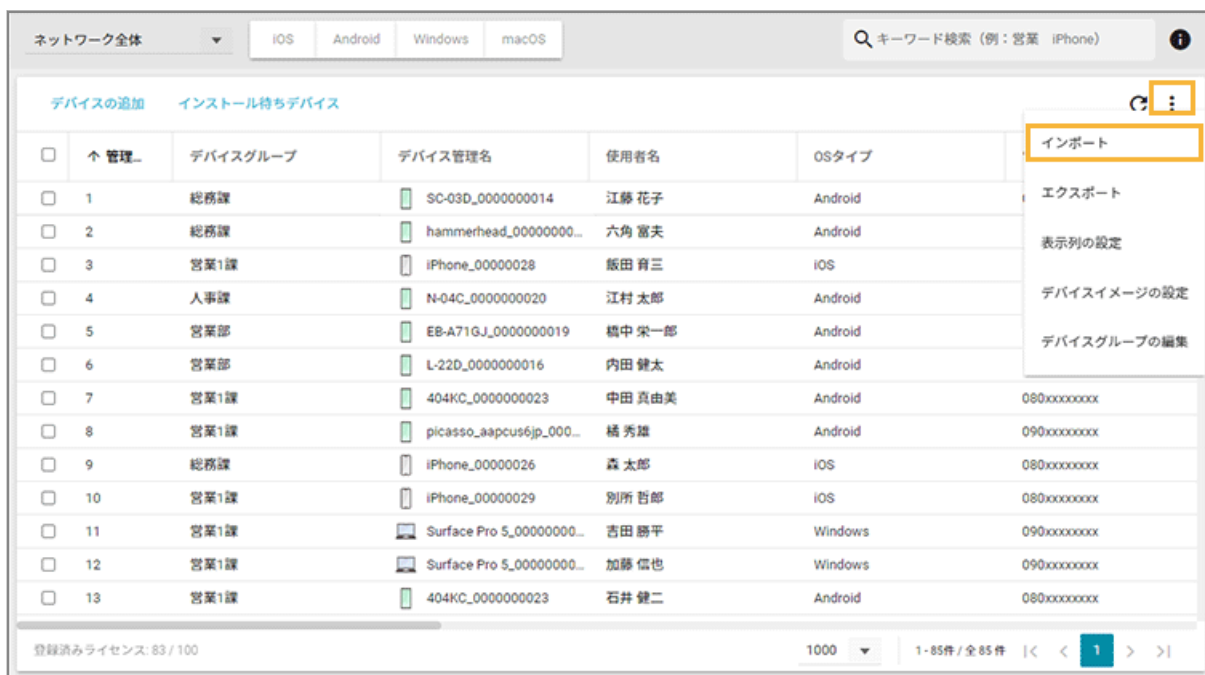 ネットワーク全体 iOS Android Windows macOS キーワード検索（例：営業 iPhone）
デバイスの追加 インストール待ちデバイス
インポート
エクスポート
表示列の設定
デバイスイメージの設定
デバイスグループの編集
管理... デバイスグループ デバイス管理名 使用者名 OSタイプ
1 総務課 SC-03D_0000000014 江藤 花子 Android
2 総務課 hammerhead_00000000... 六角 富夫 Android
3 営業1課 iPhone_00000028 飯田 育三 iOS
4 人事課 N-04C_0000000020 江村 太郎 Android
5 営業部 EB-A71GJ_0000000019 橋中 栄一郎 Android
6 営業部 L-22D_0000000016 内田 健太 Android
7 営業1課 404KC_0000000023 中田 真由美 Android 080xxxxxxxx
8 営業1課 picasso_aapcus6jp_000... 橘 秀雄 Android 090xxxxxxxx
9 総務課 iPhone_00000026 森 太郎 iOS 080xxxxxxxx
10 営業1課 iPhone_00000029 別所 哲郎 iOS 080xxxxxxxx
11 営業1課 Surface Pro 5_00000000... 吉田 勝平 Windows 090xxxxxxxx
12 営業1課 Surface Pro 5_00000000... 加藤 信也 Windows 090xxxxxxxx
13 営業1課 404KC_0000000023 石井 健二 Android 080xxxxxxxx
登録済みライセンス: 83 / 100 1000 1 - 85件 / 全 85 件 1